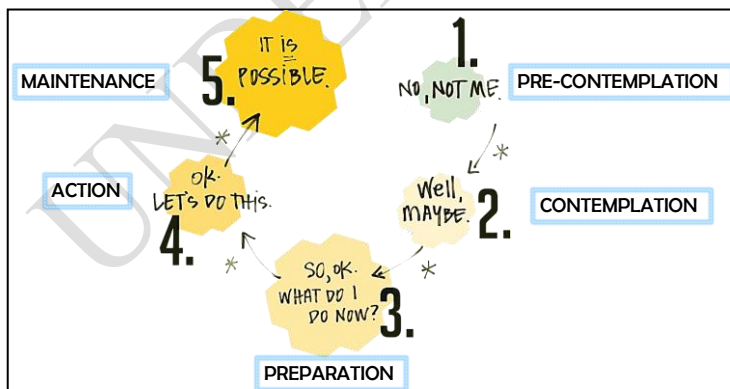 1.
NO, NOT ME.
PRE-CONTEMPLATION
Well,
MAYBE.
2.
CONTEMPLATION
SO, OK.
WHAT DO I
DO NOW?
3.
PREPARATION
OK.
LET'S DO THIS.
4.
ACTION
IT IS
POSSIBLE.
5.
MAINTENANCE